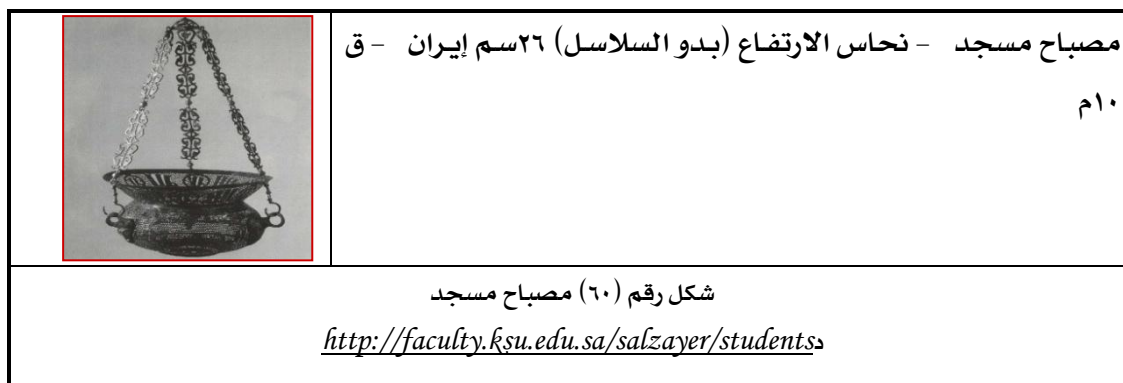 مصباح مسجد - نحاس الارتفاع (بدو السلاسل) ٢٦سم إيران - ق
١٠م
شكل رقم (٦٠) مصباح مسجد
http://faculty.ksu.edu.sa/salzayer/studentsد